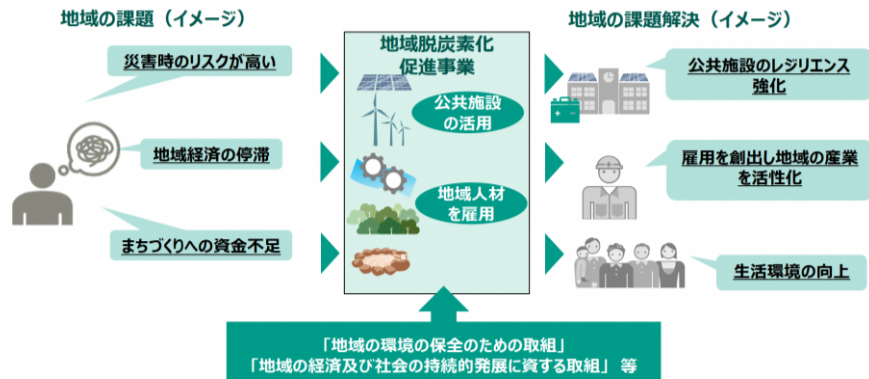 地域の課題（イメージ）
災害時のリスクが高い
地域経済の停滞
まちづくりへの資金不足
地域脱炭素化
促進事業
公共施設
の活用
地域人材
を雇用
地域の課題解決（イメージ）
公共施設のレジリエンス
強化
雇用を創出し地域の産業
を活性化
生活環境の向上
「地域の環境の保全のための取組」
「地域の経済及び社会の持続的発展に資する取組」 等